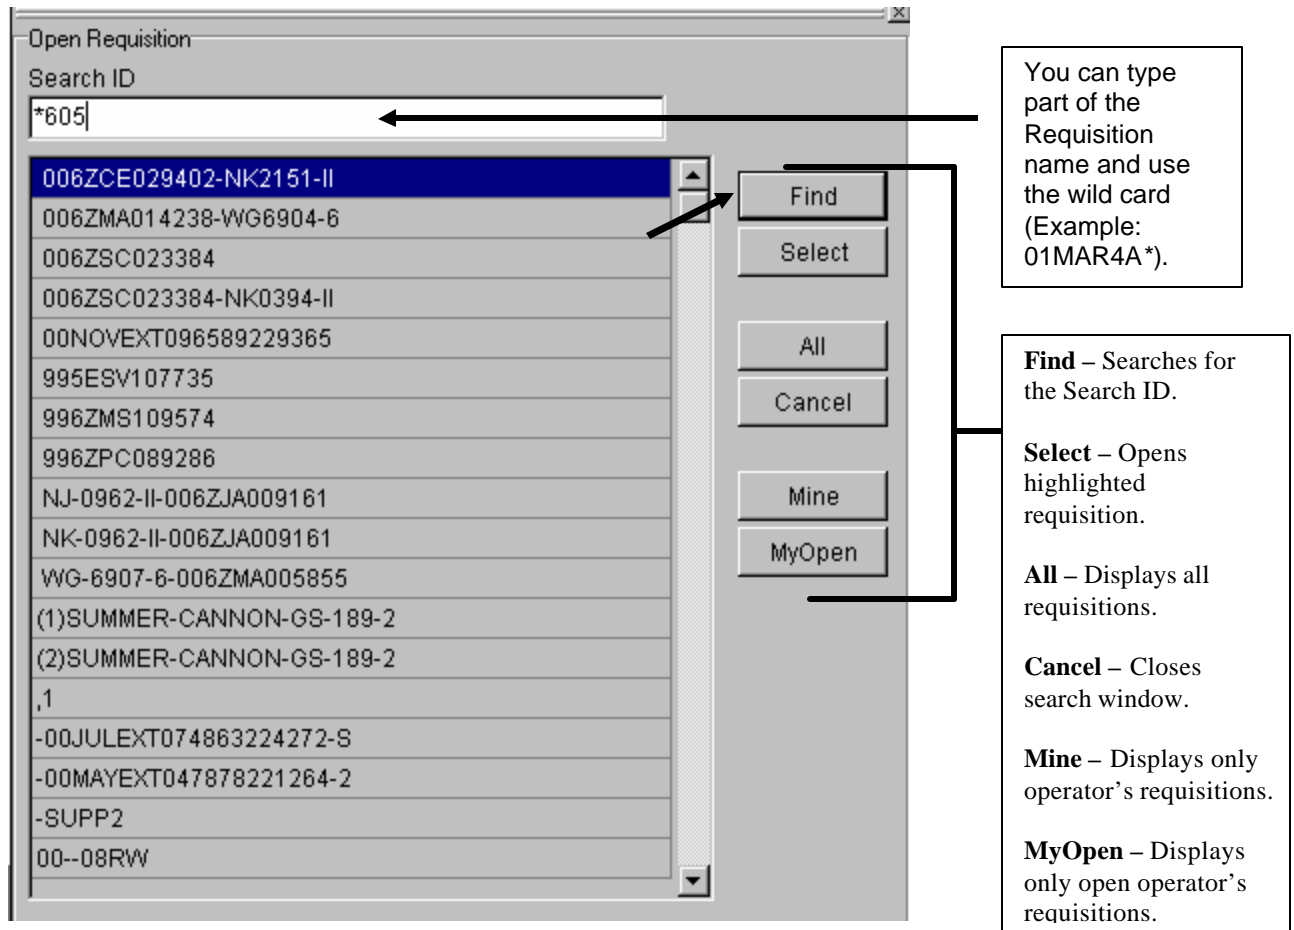 Open Requisition
Search ID
*605
006ZCE029402-NK2151-II
006ZMA014238-WG6904-6
006ZSC023384
006ZSC023384-NK0394-II
00NOVEXT096589229365
995ESV107735
996ZMS109574
996ZPC089286
NJ-0962-II-006ZJA009161
NK-0962-II-006ZJA009161
WG-6907-6-006ZMA005855
(1)SUMMER-CANNON-GS-189-2
(2)SUMMER-CANNON-GS-189-2
,1
-00JULEXT074863224272-S
-00MAYEXT047878221264-2
-SUPP2
00--08RW
Find
Select
All
Cancel
Mine
MyOpen
You can type
part of the
Requisition
name and use
the wild card
(Example:
01MAR4A*).
Find – Searches for
the Search ID.
Select – Opens
highlighted
requisition.
All – Displays all
requisitions.
Cancel – Closes
search window.
Mine – Displays only
operator’s requisitions.
MyOpen – Displays
only open operator’s
requisitions.